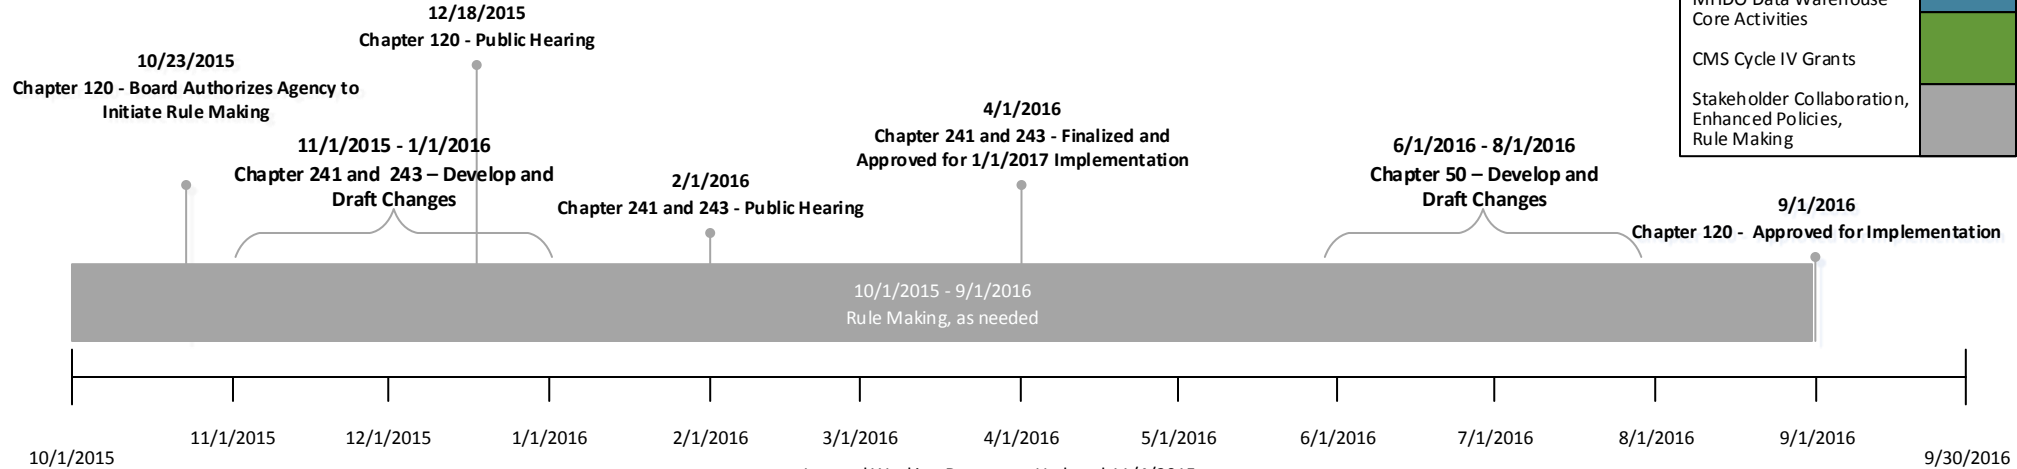 12/18/2015
Chapter 120 - Public Hearing
10/23/2015
Chapter 120 - Board Authorizes Agency to
Initiate Rule Making
11/1/2015 - 1/1/2016
Chapter 241 and 243 – Develop and
Draft Changes
2/1/2016
Chapter 241 and 243 - Public Hearing
4/1/2016
Chapter 241 and 243 - Finalized and
Approved for 1/1/2017 Implementation
6/1/2016 - 8/1/2016
Chapter 50 – Develop and
Draft Changes
9/1/2016
Chapter 120 - Approved for Implementation
MHDO Data Warehouse
Core Activities
CMS Cycle IV Grants
Stakeholder Collaboration,
Enhanced Policies,
Rule Making
10/1/2015 - 9/1/2016
Rule Making, as needed
10/1/2015
11/1/2015
12/1/2015
1/1/2016
2/1/2016
3/1/2016
4/1/2016
5/1/2016
6/1/2016
7/1/2016
8/1/2016
9/1/2016
9/30/2016